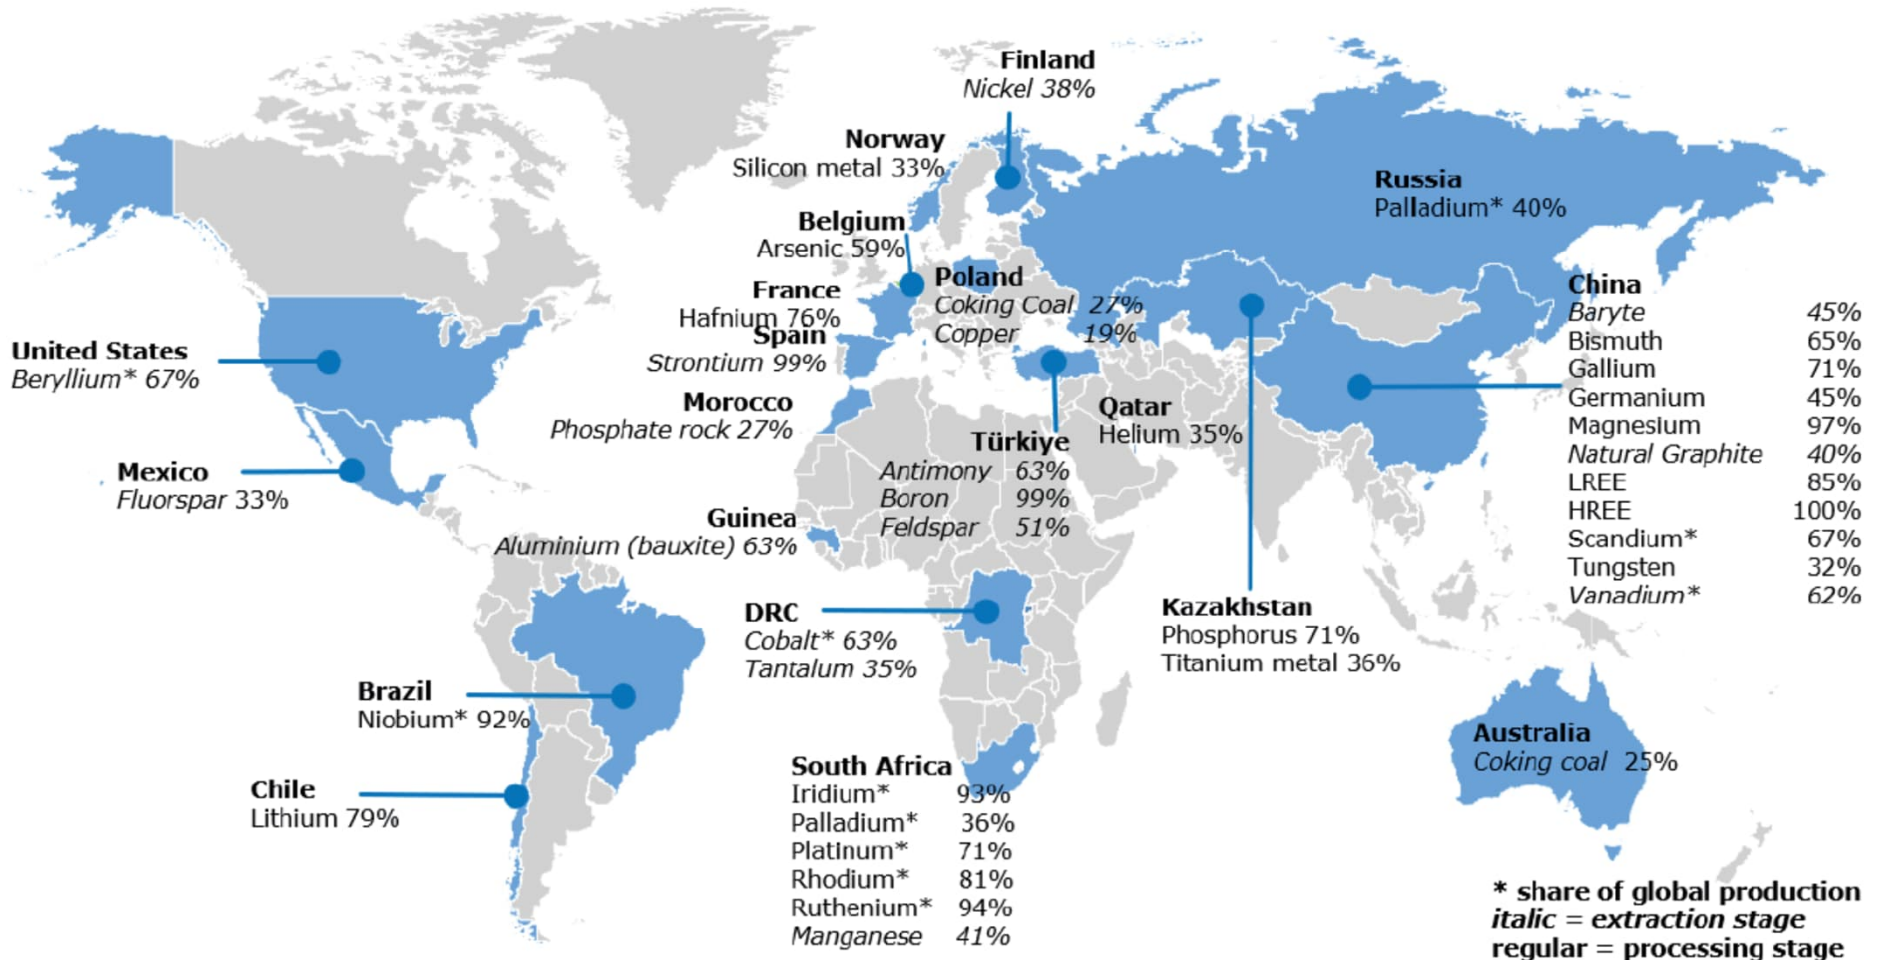 Finland
Nickel 38%
Norway
Silicon metal 33%
Russia
Palladium* 40%
Belgium
Arsenic 59%
Poland
Coking Coal 27%
Copper 19%
France
Hafnium 76%
Spain
Strontium 99%
China
Baryte 45%
Bismuth 65%
Gallium 71%
Germanium 45%
Magnesium 97%
Natural Graphite 40%
LREE 85%
HREE 100%
Scandium* 67%
Tungsten 32%
Vanadium* 62%
United States
Beryllium* 67%
Morocco
Phosphate rock 27%
Qatar
Helium 35%
Türkiye
Antimony 63%
Boron 99%
Feldspar 51%
Mexico
Fluorspar 33%
Guinea
Aluminium (bauxite) 63%
DRC
Cobalt* 63%
Tantalum 35%
Kazakhstan
Phosphorus 71%
Titanium metal 36%
Brazil
Niobium* 92%
Chile
Lithium 79%
South Africa
Iridium* 93%
Palladium* 36%
Platinum* 71%
Rhodium* 81%
Ruthenium* 94%
Manganese 41%
Australia
Coking coal 25%
* share of global production
italic = extraction stage
regular = processing stage